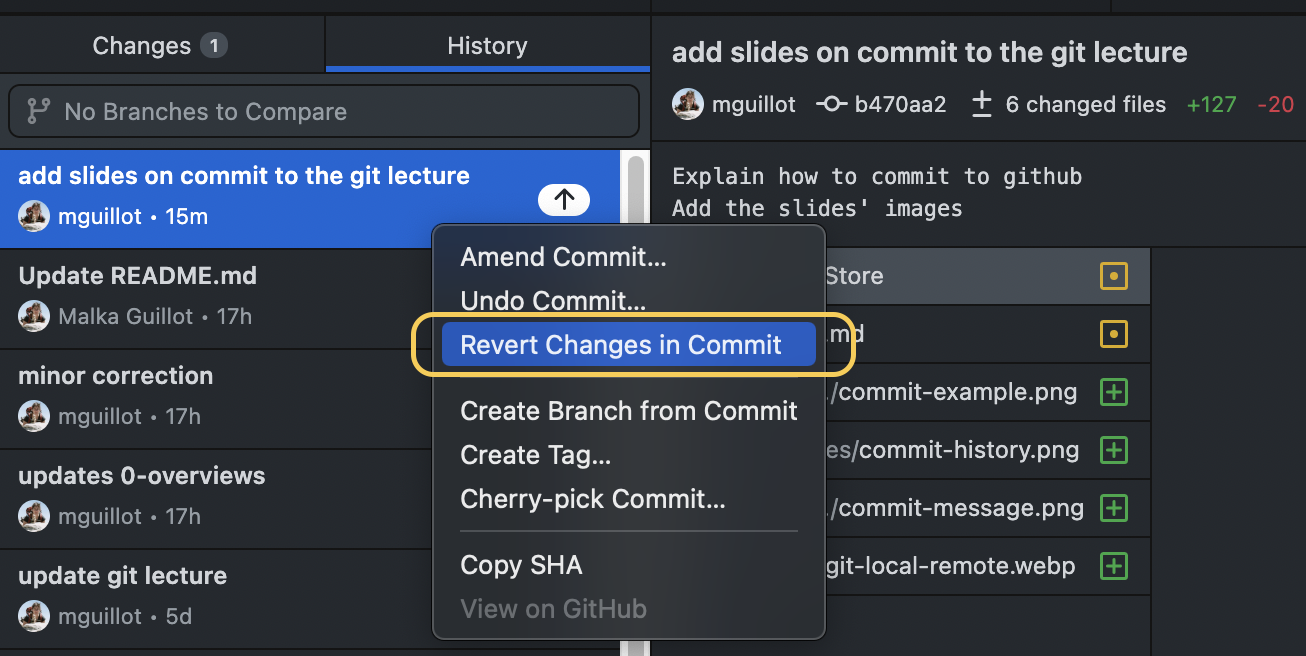 Changes 1
History
No Branches to Compare
add slides on commit to the git lecture
mguillot • 15m
Update README.md
Malka Guillot • 17h
minor correction
mguillot • 17h
updates 0-overviews
mguillot • 17h
update git lecture
mguillot • 5d
Amend Commit...
Undo Commit...
Revert Changes in Commit
Create Branch from Commit
Create Tag...
Cherry-pick Commit...
Copy SHA
View on GitHub
add slides on commit to the git lecture
mguillot b470aa2 ± 6 changed files +127 -20
Explain how to commit to github
Add the slides' images
Store
.md
/commit-example.png
es/commit-history.png
/commit-message.png
git-local-remote.webp